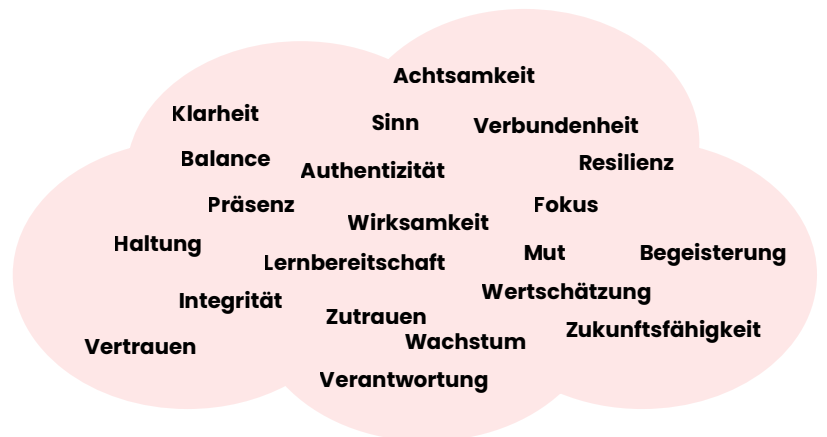 Achtsamkeit
Klarheit
Sinn
Verbundenheit
Balance
Authentizität
Resilienz
Präsenz
Wirksamkeit
Fokus
Haltung
Lernbereitschaft
Mut
Begeisterung
Integrität
Wertschätzung
Zutrauen
Zukunftsfähigkeit
Vertrauen
Wachstum
Verantwortung